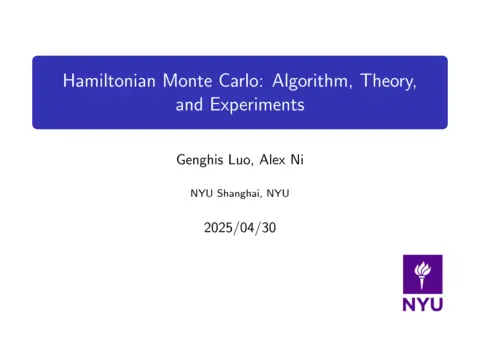 Hamiltonian Monte Carlo: Algorithm, Theory,
and Experiments
Genghis Luo, Alex Ni
NYU Shanghai, NYU
2025/04/30
NYU